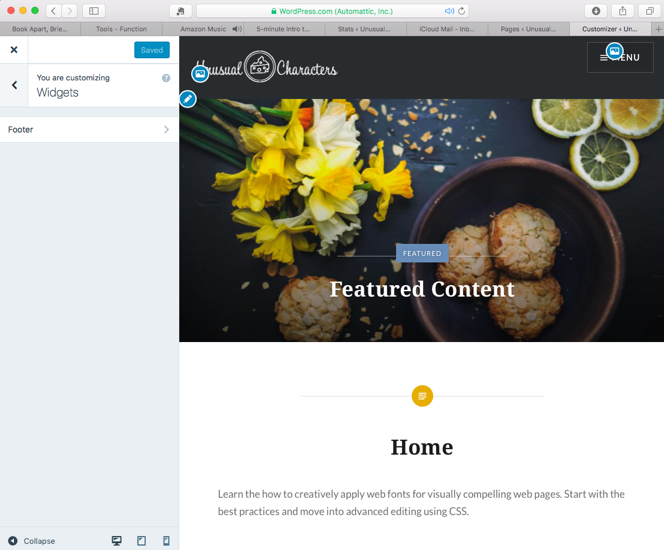 WordPress.com (Automattic, Inc.)
Book Apart, Brie...
Tools - Function
Amazon Music
5-minute Intro t...
Stats ‹ Unusual...
iCloud Mail - Inb...
Pages ‹ Unusual...
Customizer ‹ Un...
Saved
You are customizing
Widgets
Footer
Collapse
Unusual Characters
MENU
FEATURED
Featured Content
Home
Learn the how to creatively apply web fonts for visually compelling web pages. Start with the
best practices and move into advanced editing using CSS.